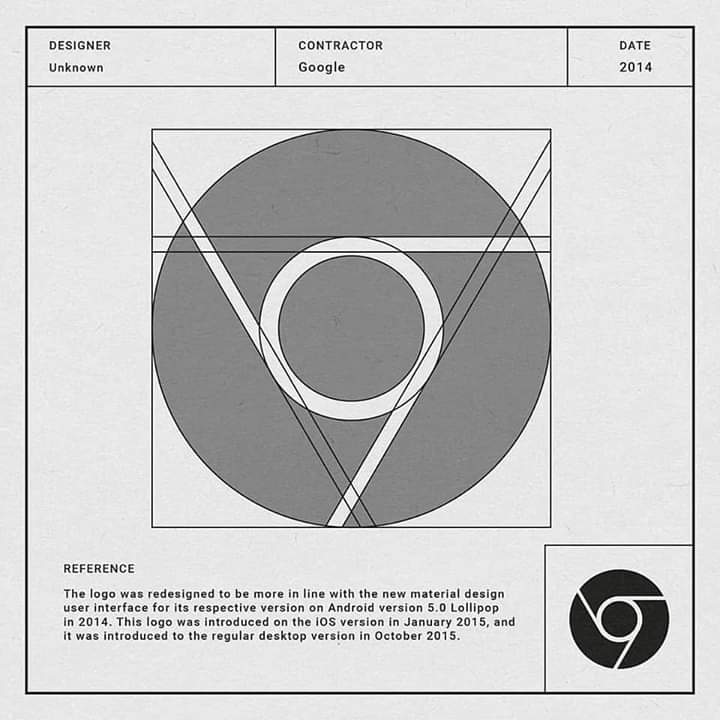 DESIGNER
Unknown
CONTRACTOR
Google
DATE
2014
REFERENCE
The logo was redesigned to be more in line with the new material design
user interface for its respective version on Android version 5.0 Lollipop
in 2014. This logo was introduced on the iOS version in January 2015, and
it was introduced to the regular desktop version in October 2015.